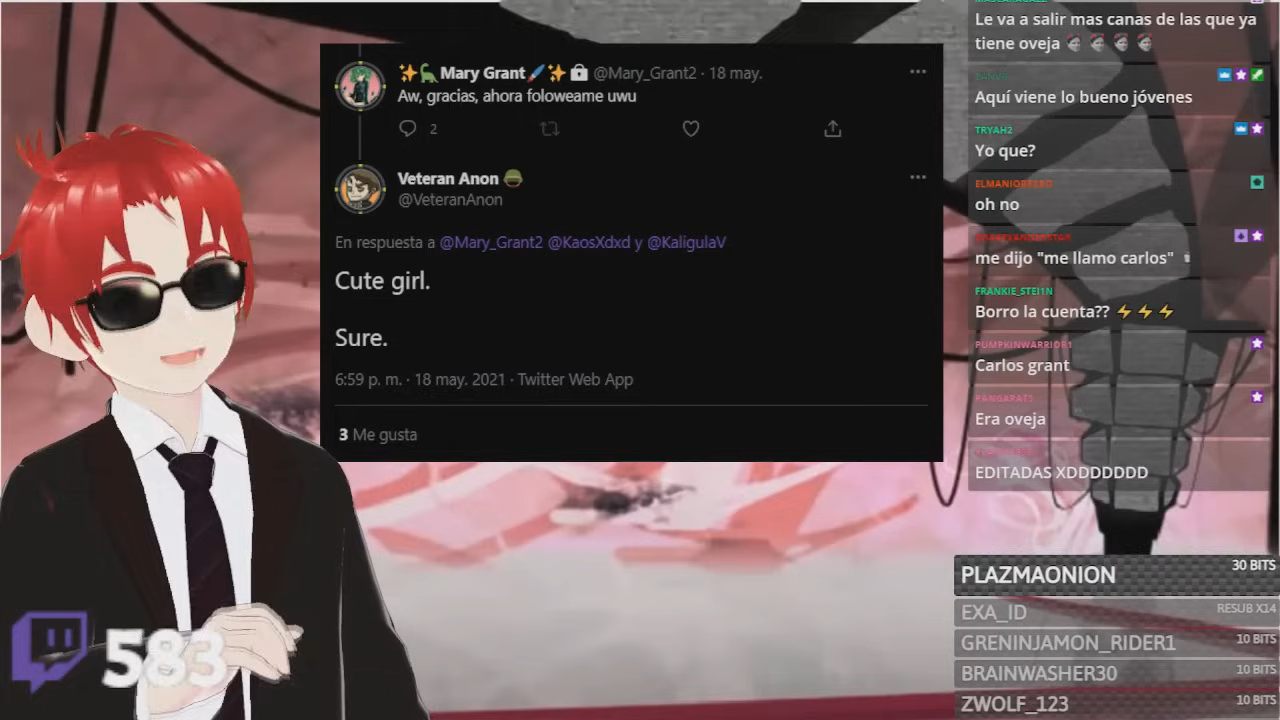 Mary Grant @Mary_Grant2 · 18 may.
Aw, gracias, ahora foloweame uwu
2
Veteran Anon
@VeteranAnon
En respuesta a @Mary_Grant2 @KaosXdxd y @KaligulaV
Cute girl.
Sure.
6:59 p. m. · 18 may. 2021 · Twitter Web App
3 Me gusta
583
Le va a salir mas canas de las que ya
tiene oveja
Aquí viene lo bueno jóvenes
TRYAH2
Yo que?
oh no
me dijo "me llamo carlos"
FRANKIE_STEI1N
Borro la cuenta??
PUMPKINWARRIOR1
Carlos grant
Era oveja
EDITADAS XDDDDDDD
PLAZMAONION 30 BITS
EXA_ID RESUB X14
GRENINJAMON_RIDER1 10 BITS
BRAINWASHER30 10 BITS
ZWOLF_123 10 BITS